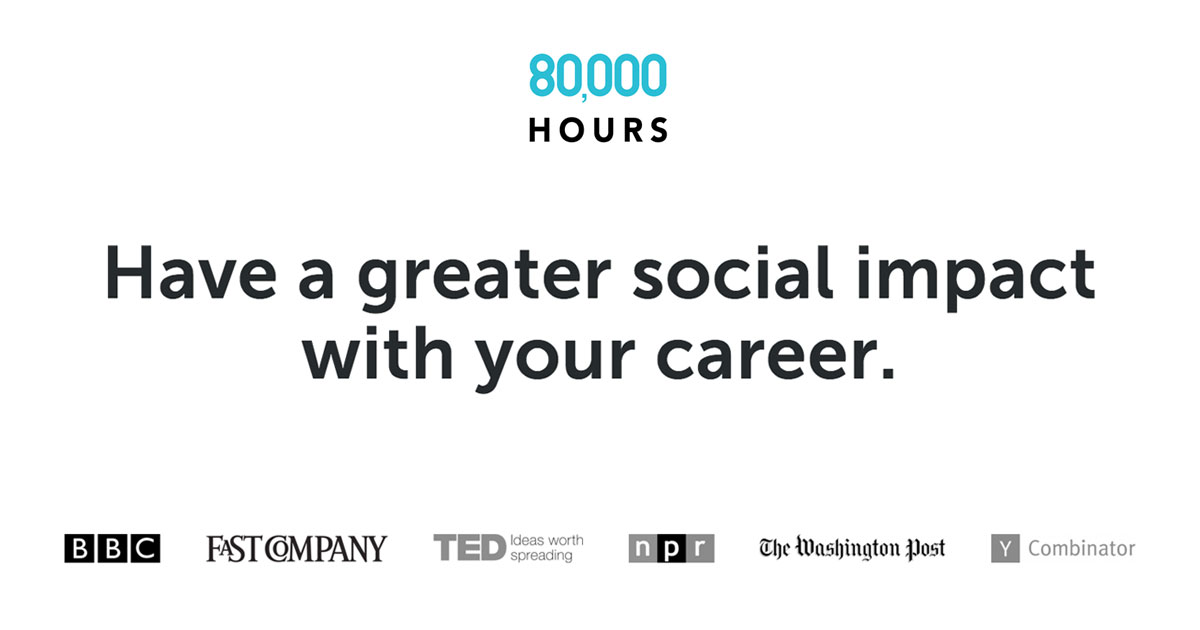 80,000
HOURS
Have a greater social impact
with your career.
BBC FAST COMPANY TED Ideas worth spreading npr The Washington Post Y Combinator